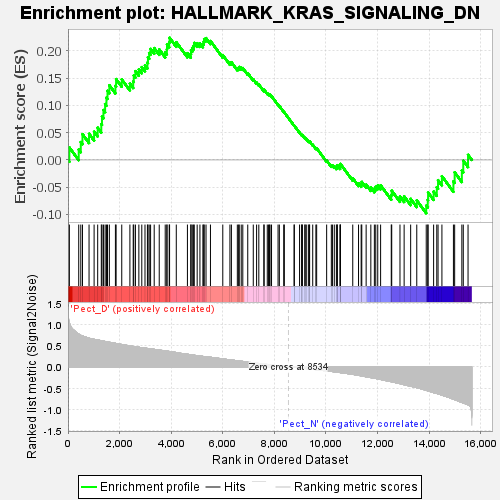 Enrichment plot: HALLMARK_KRAS_SIGNALING_DN
Enrichment score (ES)
0.20
0.15
0.10
0.05
0.00
-0.05
-0.10
'Pect_D' (positively correlated)
Ranked list metric (Signal2Noise)
1.5
1.0
0.5
0.0
-0.5
-1.0
-1.5
Zero cross at 8534
'Pect_N' (negatively correlated)
0
2,000
4,000
6,000
8,000
10,000
12,000
14,000
16,000
Rank in Ordered Dataset
Enrichment profile
Hits
Ranking metric scores